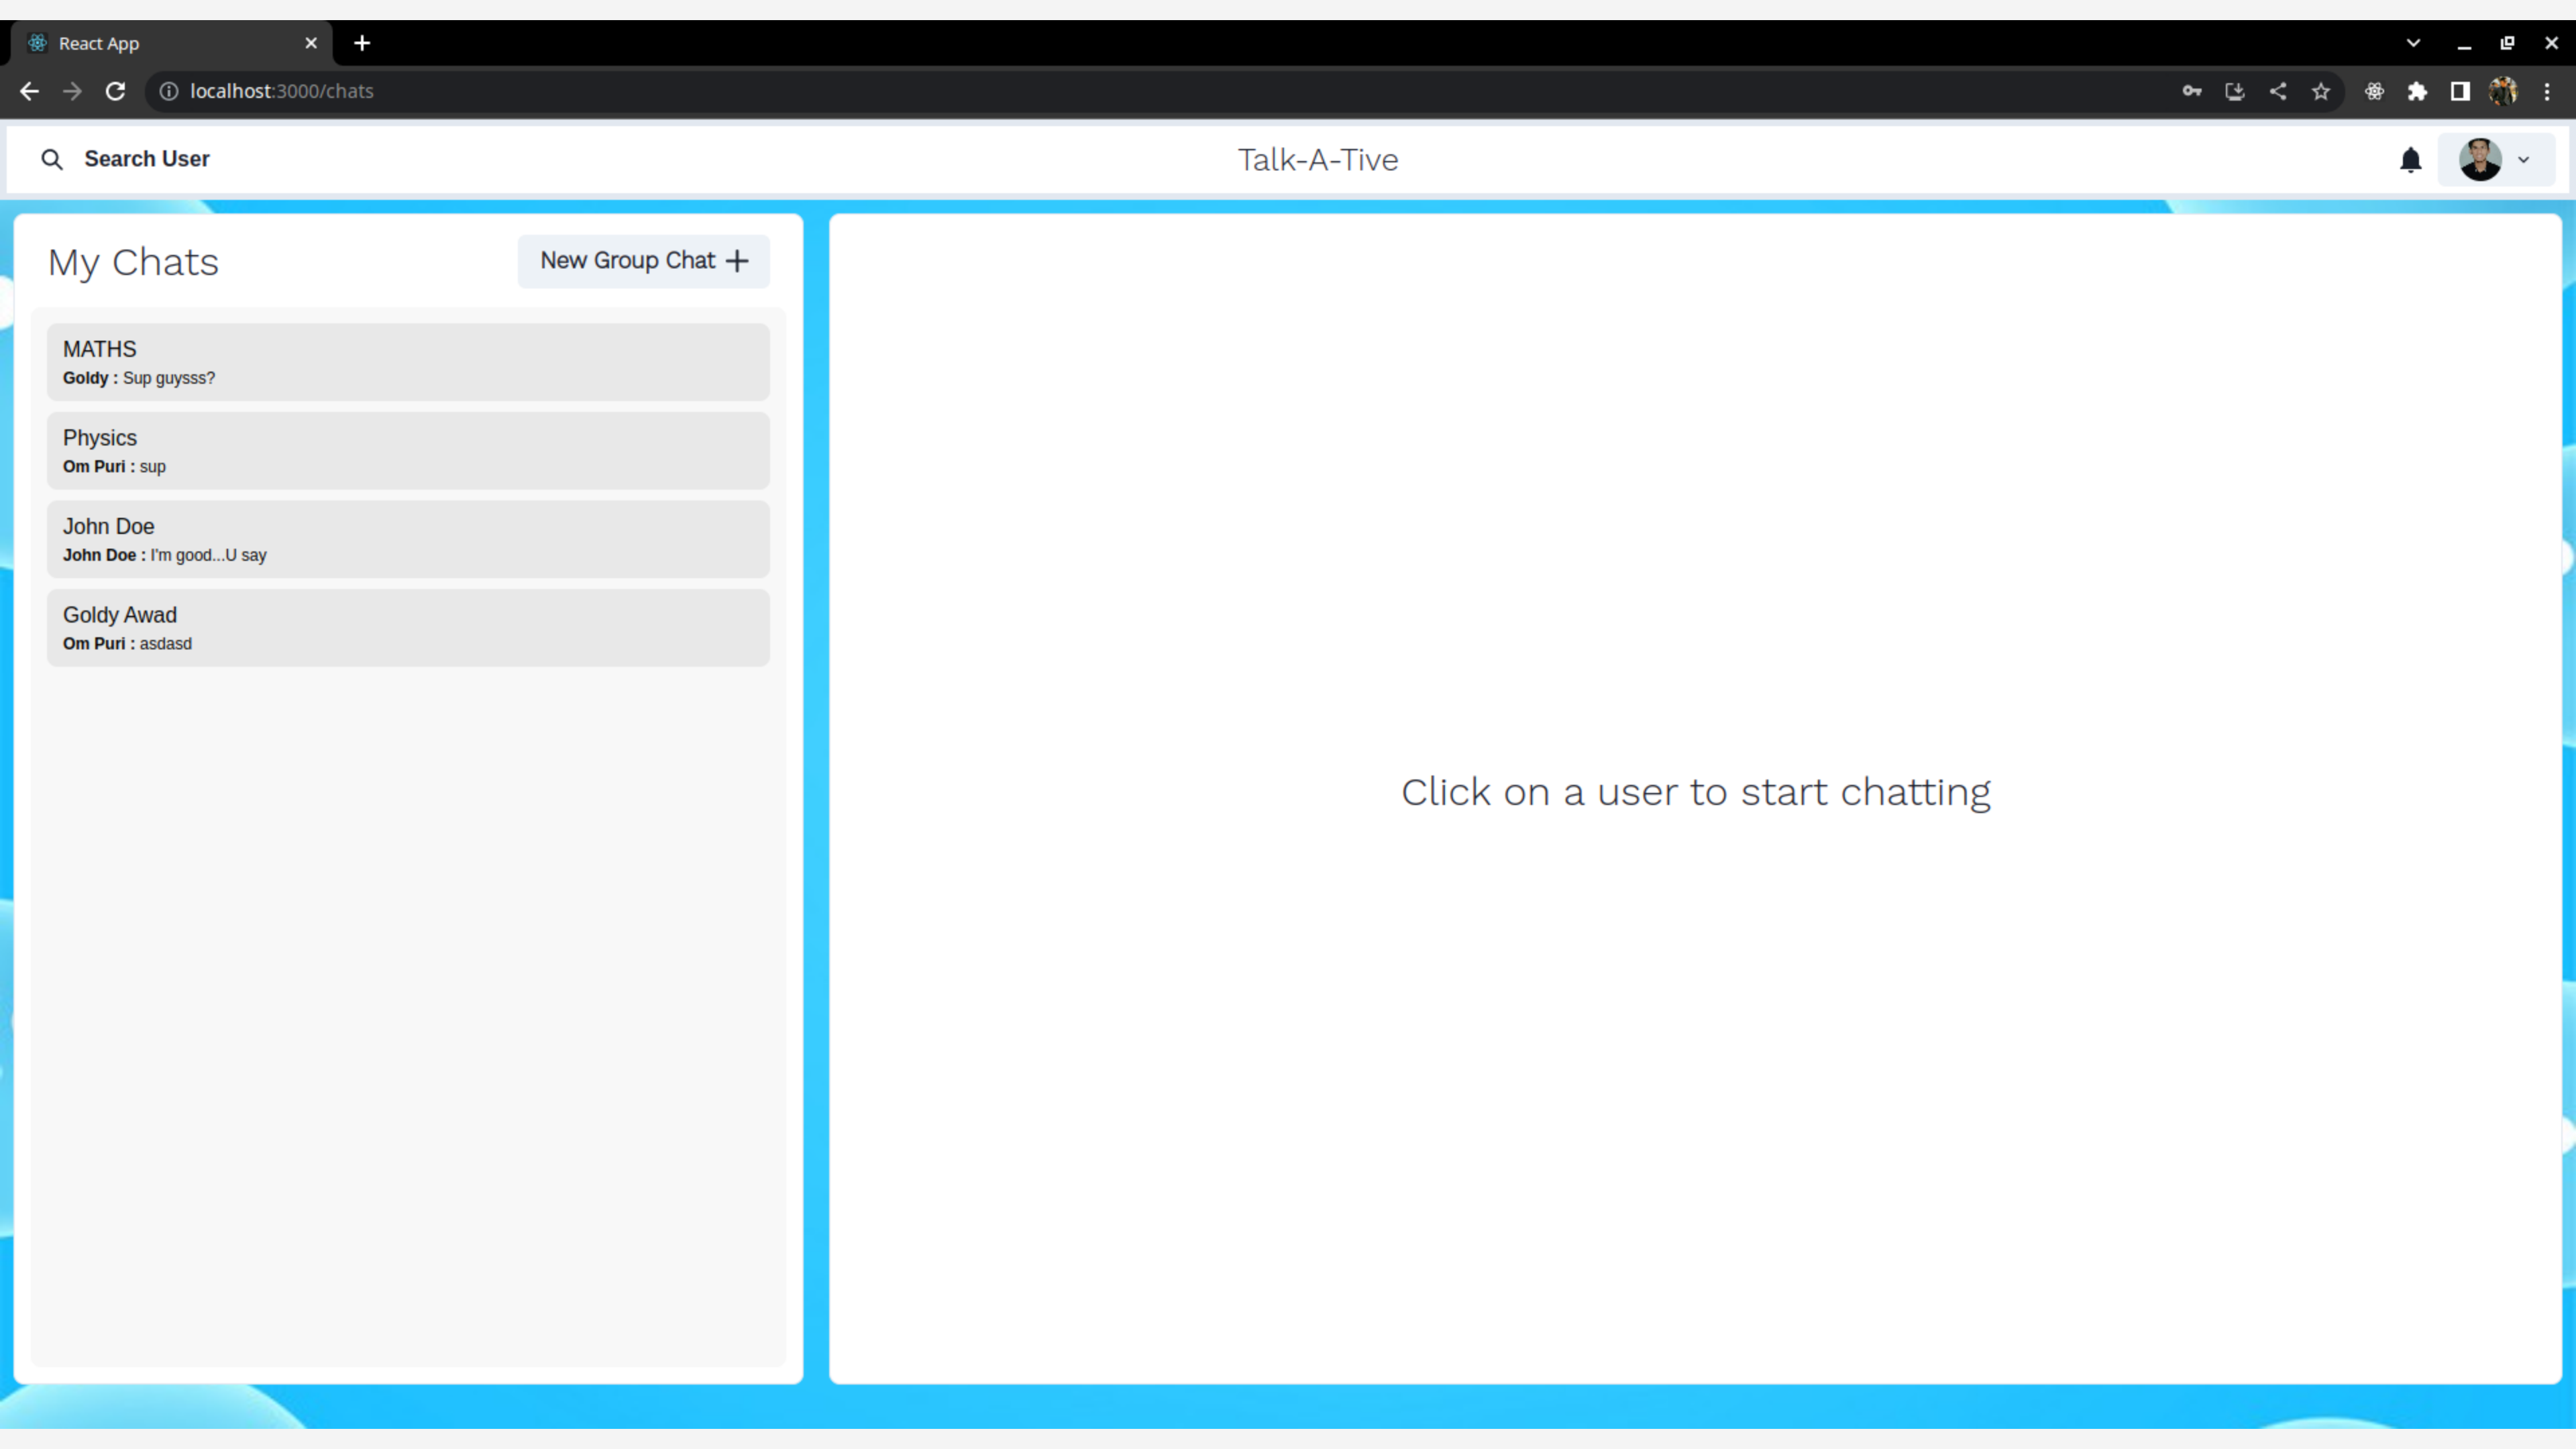 React App
localhost:3000/chats
Search User
Talk-A-Tive
My Chats
New Group Chat
MATHS
Goldy : Sup guysss?
Physics
Om Puri : sup
John Doe
John Doe : I'm good...U say
Goldy Awad
Om Puri : asdasd
Click on a user to start chatting